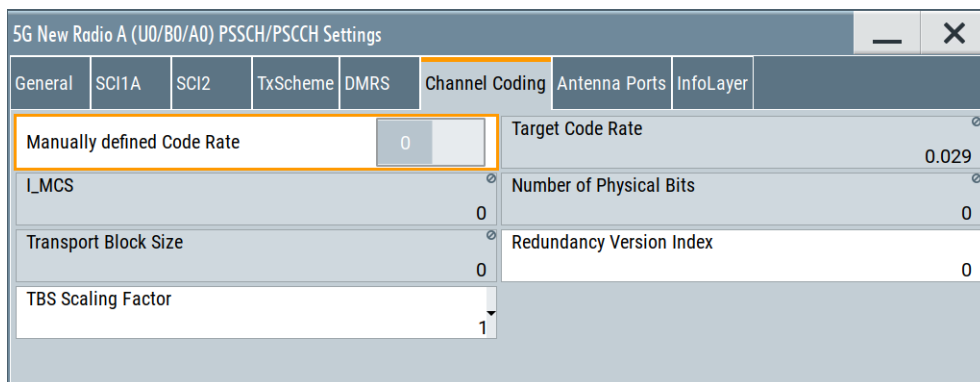 5G New Radio A (U0/B0/A0) PSSCH/PSCCH Settings
General SCI1A SCI2 TxScheme DMRS Channel Coding Antenna Ports InfoLayer
Manually defined Code Rate 0
Target Code Rate
0.029
I_MCS
0
Number of Physical Bits
0
Transport Block Size
0
Redundancy Version Index
0
TBS Scaling Factor
1